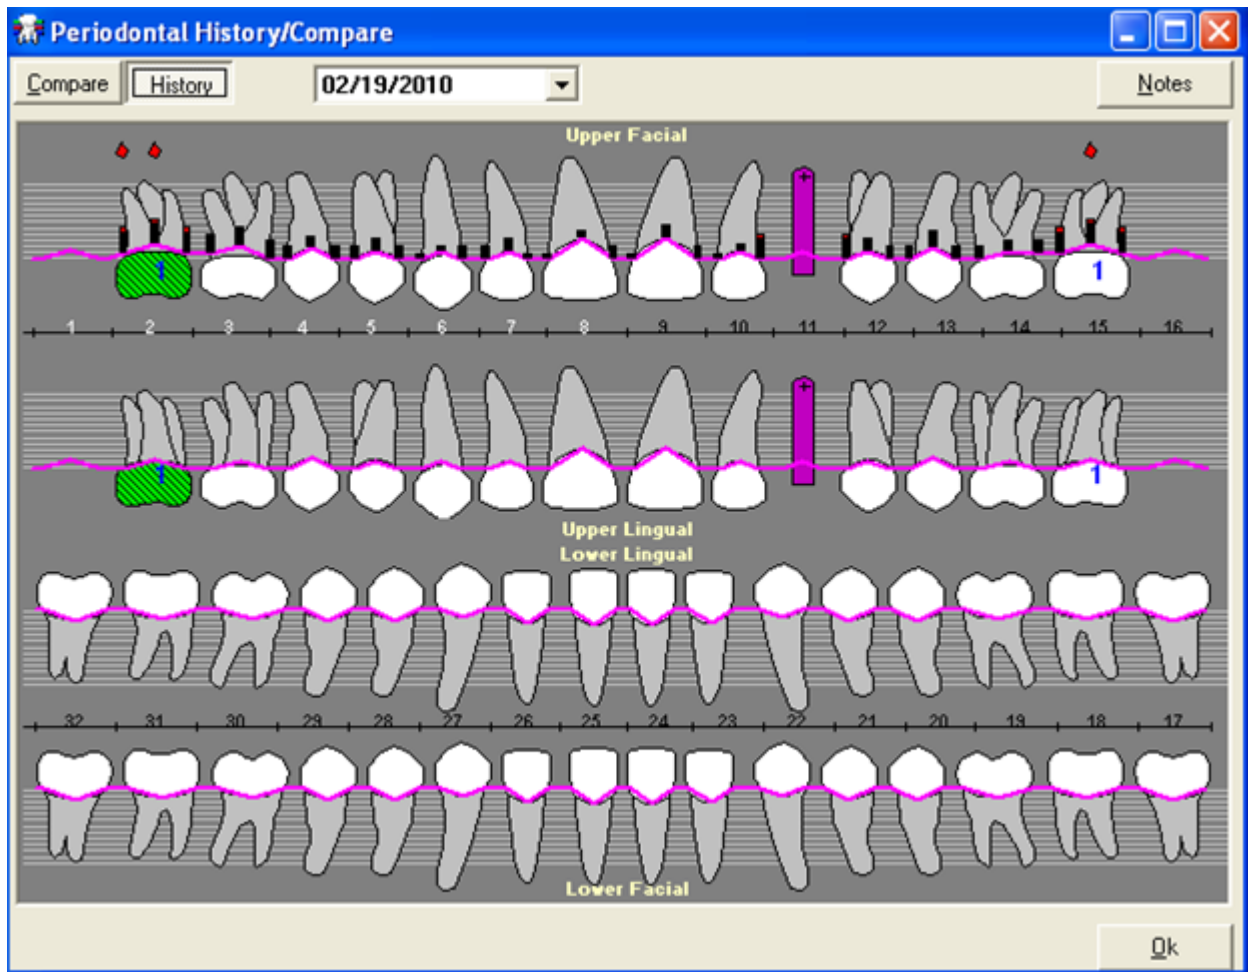 Periodontal History/Compare
Compare History 02/19/2010 Notes
Upper Facial
1 1
1 2 3 4 5 6 7 8 9 10 11 12 13 14 15 16
1 1
Upper Lingual
Lower Lingual
32 31 30 29 28 27 26 25 24 23 22 21 20 19 18 17
Lower Facial
Ok